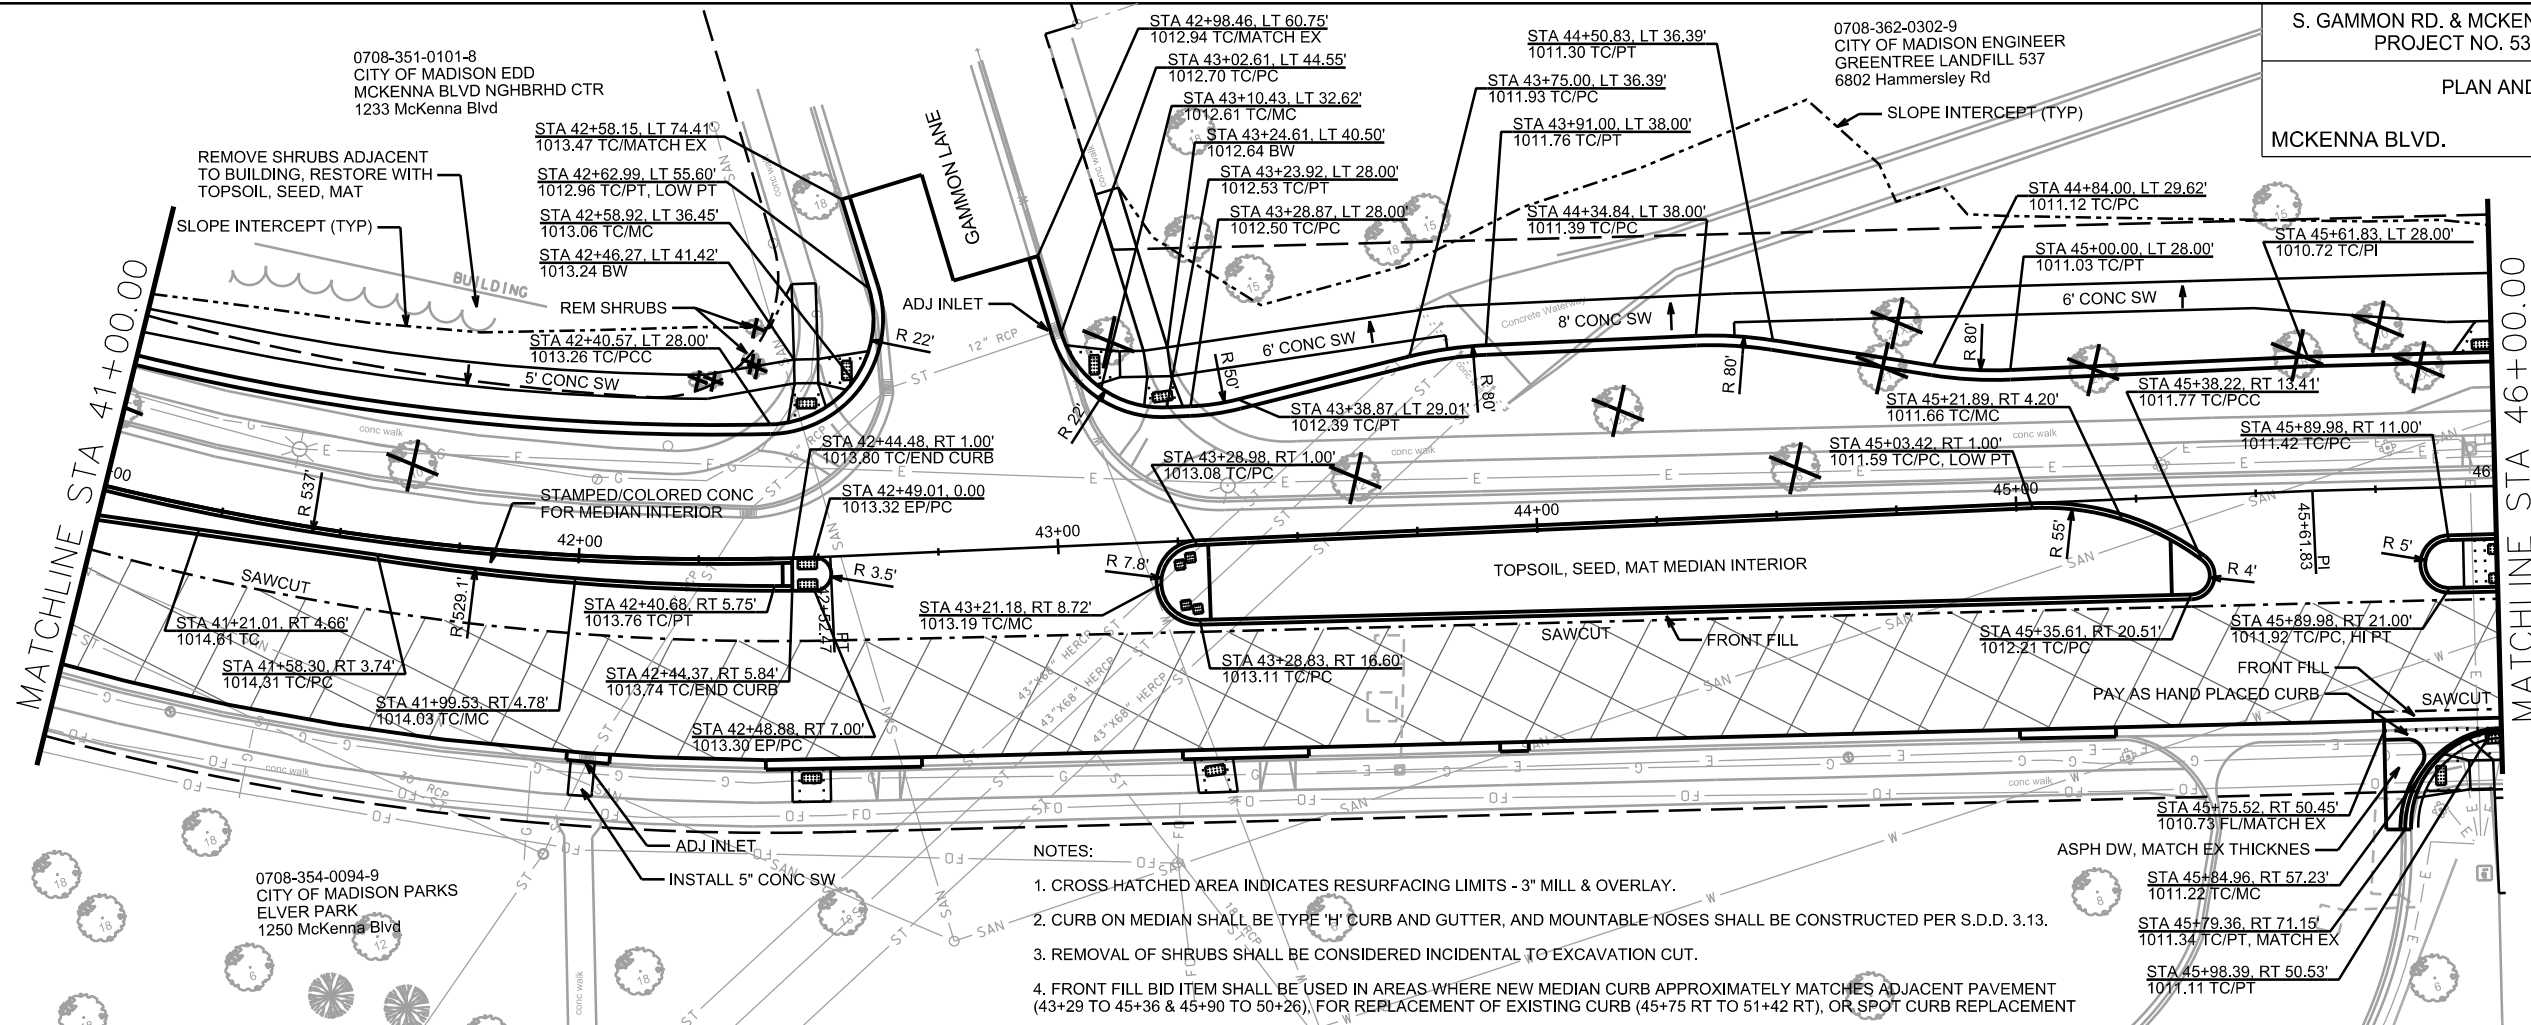 S. GAMMON RD. & MCKEN
PROJECT NO. 53
PLAN AND
MCKENNA BLVD.
0708-351-0101-8
CITY OF MADISON EDD
MCKENNA BLVD NGHBRHD CTR
1233 McKenna Blvd
REMOVE SHRUBS ADJACENT
TO BUILDING, RESTORE WITH
TOPSOIL, SEED, MAT
SLOPE INTERCEPT (TYP)
BUILDING
STA 42+58.15, LT 74.41'
1013.47 TC/MATCH EX
STA 42+62.99, LT 55.60'
1012.96 TC/PT, LOW PT
STA 42+58.92, LT 36.45'
1013.06 TC/MC
STA 42+46.27, LT 41.42'
1013.24 BW
REM SHRUBS
STA 42+40.57, LT 28.00'
1013.26 TC/PCC
5' CONC SW
R 22'
GAMMON LANE
ADJ INLET
12" RCP
STA 42+98.46, LT 60.75'
1012.94 TC/MATCH EX
STA 43+02.61, LT 44.55'
1012.70 TC/PC
STA 43+10.43, LT 32.62'
1012.61 TC/MC
STA 43+24.61, LT 40.50'
1012.64 BW
STA 43+23.92, LT 28.00'
1012.53 TC/PT
STA 43+28.87, LT 28.00'
1012.50 TC/PC
STA 44+50.83, LT 36.39'
1011.30 TC/PT
STA 43+75.00, LT 36.39'
1011.93 TC/PC
STA 43+91.00, LT 38.00'
1011.76 TC/PT
STA 44+34.84, LT 38.00'
1011.39 TC/PC
0708-362-0302-9
CITY OF MADISON ENGINEER
GREENTREE LANDFILL 537
6802 Hammersley Rd
SLOPE INTERCEPT (TYP)
STA 44+84.00, LT 29.62'
1011.12 TC/PC
STA 45+00.00, LT 28.00'
1011.03 TC/PT
STA 45+61.83, LT 28.00'
1010.72 TC/PI
Concrete Waterway
6' CONC SW
8' CONC SW
6' CONC SW
R 22'
R 50'
R 80'
R 80'
R 80'
STA 43+38.87, LT 29.01'
1012.39 TC/PT
STA 45+38.22, RT 13.41'
1011.77 TC/PCC
STA 45+21.89, RT 4.20'
1011.66 TC/MC
STA 45+03.42, RT 1.00'
1011.59 TC/PC, LOW PT
STA 45+89.98, RT 11.00'
1011.42 TC/PC
MATCHLINE STA 41+00.00
MATCHLINE STA 46+00.00
conc walk
conc walk
conc walk
15" RCP
STA 42+44.48, RT 1.00'
1013.80 TC/END CURB
STA 42+49.01, 0.00
1013.32 EP/PC
STA 43+28.98, RT 1.00'
1013.08 TC/PC
R 537'
STAMPED/COLORED CONC
FOR MEDIAN INTERIOR
42+00
43+00
44+00
45+00
45+61.83
PI
R 3.5'
R 7.8'
R 55'
R 4'
R 5'
TOPSOIL, SEED, MAT MEDIAN INTERIOR
SAWCUT
R 529.1'
42+52.47
PT
STA 41+21.01, RT 4.66'
1014.61 TC
STA 41+58.30, RT 3.74'
1014.31 TC/PC
STA 41+99.53, RT 4.78'
1014.03 TC/MC
STA 42+40.68, RT 5.75'
1013.76 TC/PT
STA 42+44.37, RT 5.84'
1013.74 TC/END CURB
STA 42+48.88, RT 7.00'
1013.30 EP/PC
STA 43+21.18, RT 8.72'
1013.19 TC/MC
STA 43+28.83, RT 16.60'
1013.11 TC/PC
43"X68" HERCP
43"X68" HERCP
43"X68" HERCP
SAWCUT
FRONT FILL
STA 45+35.61, RT 20.51'
1012.21 TC/PC
STA 45+89.98, RT 21.00'
1011.92 TC/PC, HI PT
FRONT FILL
PAY AS HAND PLACED CURB
SAWCUT
conc walk
conc walk
ADJ INLET
INSTALL 5" CONC SW
0708-354-0094-9
CITY OF MADISON PARKS
ELVER PARK
1250 McKenna Blvd
conc walk
18" RCP
STA 45+75.52, RT 50.45'
1010.73 FL/MATCH EX
ASPH DW, MATCH EX THICKNES
STA 45+84.96, RT 57.23'
1011.22 TC/MC
STA 45+79.36, RT 71.15'
1011.34 TC/PT, MATCH EX
STA 45+98.39, RT 50.53'
1011.11 TC/PT
NOTES:
1. CROSS HATCHED AREA INDICATES RESURFACING LIMITS - 3" MILL & OVERLAY.
2. CURB ON MEDIAN SHALL BE TYPE 'H' CURB AND GUTTER, AND MOUNTABLE NOSES SHALL BE CONSTRUCTED PER S.D.D. 3.13.
3. REMOVAL OF SHRUBS SHALL BE CONSIDERED INCIDENTAL TO EXCAVATION CUT.
4. FRONT FILL BID ITEM SHALL BE USED IN AREAS WHERE NEW MEDIAN CURB APPROXIMATELY MATCHES ADJACENT PAVEMENT
(43+29 TO 45+36 & 45+90 TO 50+26), FOR REPLACEMENT OF EXISTING CURB (45+75 RT TO 51+42 RT), OR SPOT CURB REPLACEMENT